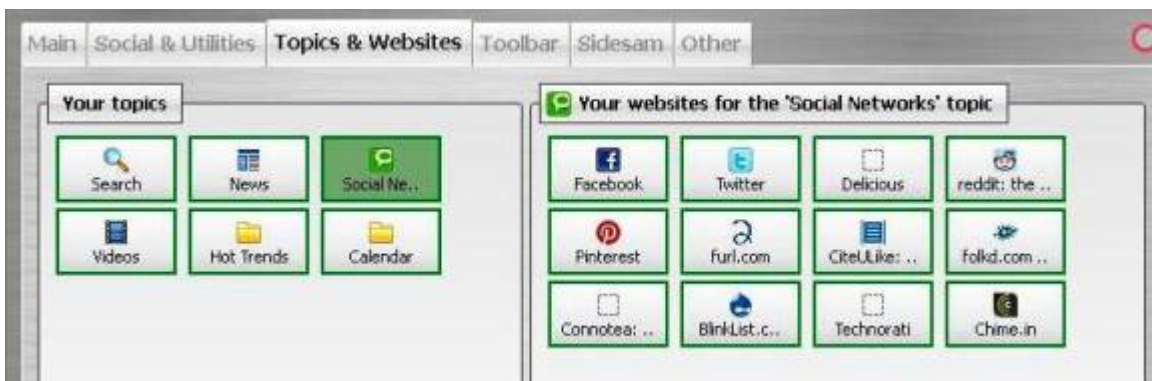 Main Social & Utilities Topics & Websites Toolbar Sidesam Other
Your topics
Search News Social Ne..
Videos Hot Trends Calendar
Your websites for the 'Social Networks' topic
Facebook Twitter Delicious reddit: the ..
Pinterest furl.com CiteULike: .. folkd.com ..
Connotea: .. BlinkList.c.. Technorati Chime.in